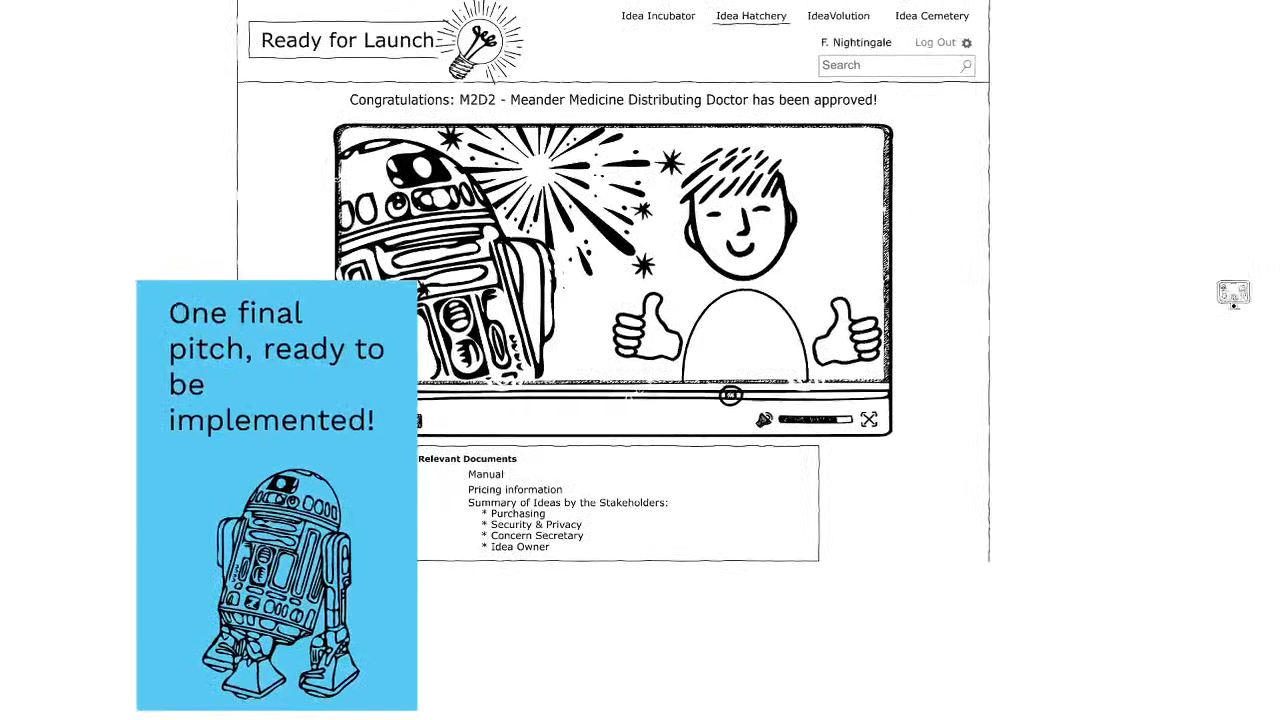 Idea Incubator Idea Hatchery IdeaVolution Idea Cemetery
Ready for Launch
F. Nightingale Log Out
Search
Congratulations: M2D2 - Meander Medicine Distributing Doctor has been approved!
One final
pitch, ready to
be
implemented!
Relevant Documents
Manual
Pricing information
Summary of Ideas by the Stakeholders:
* Purchasing
* Security & Privacy
* Concern Secretary
* Idea Owner